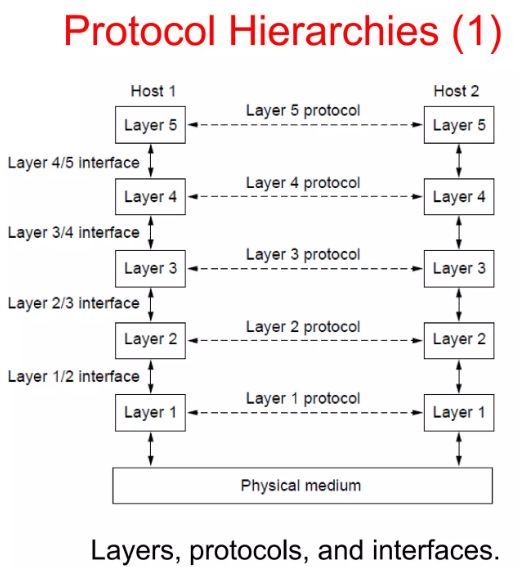 Protocol Hierarchies (1)
Host 1
Host 2
Layer 5 protocol
Layer 5
Layer 5
Layer 4/5 interface
Layer 4 protocol
Layer 4
Layer 4
Layer 3/4 interface
Layer 3 protocol
Layer 3
Layer 3
Layer 2/3 interface
Layer 2 protocol
Layer 2
Layer 2
Layer 1/2 interface
Layer 1 protocol
Layer 1
Layer 1
Physical medium
Layers, protocols, and interfaces.